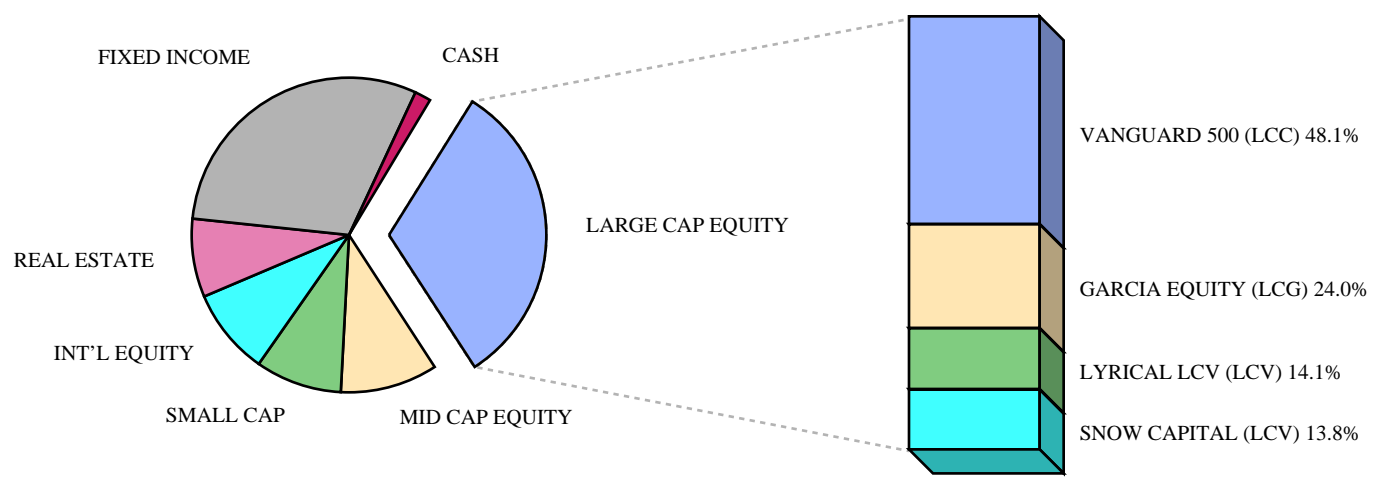 FIXED INCOME
CASH
VANGUARD 500 (LCC) 48.1%
LARGE CAP EQUITY
REAL ESTATE
GARCIA EQUITY (LCG) 24.0%
INT'L EQUITY
LYRICAL LCV (LCV) 14.1%
SMALL CAP
MID CAP EQUITY
SNOW CAPITAL (LCV) 13.8%